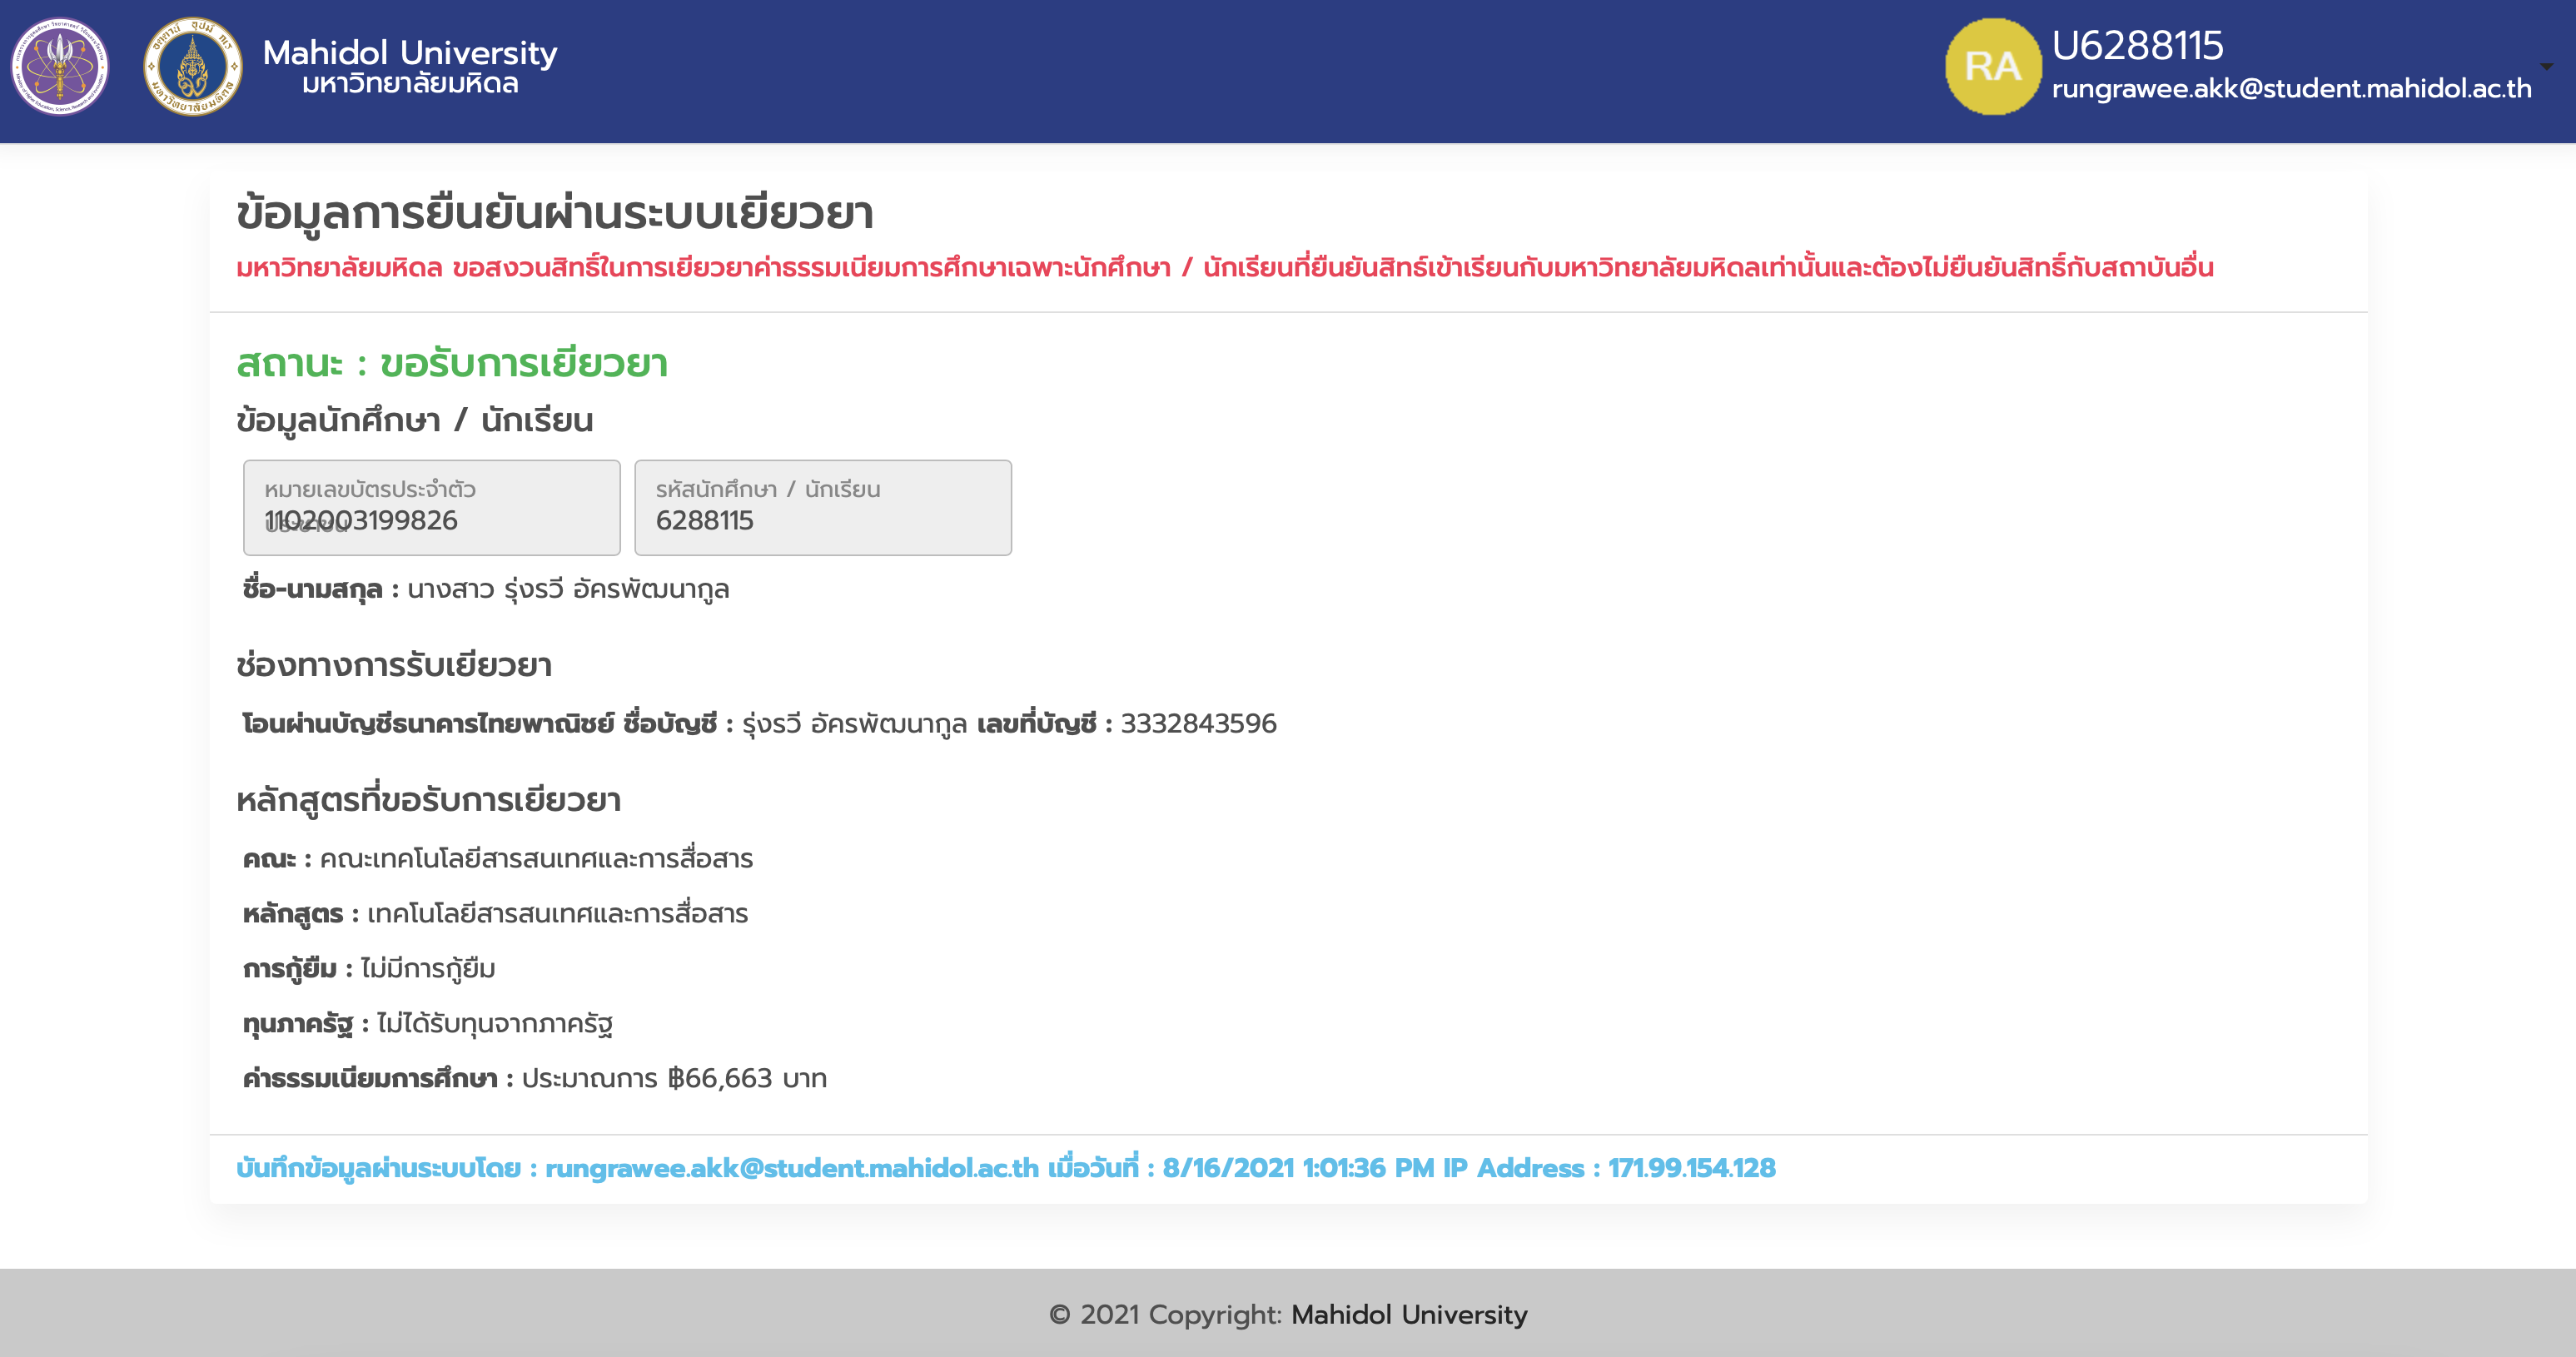 Mahidol University
มหาวิทยาลัยมหิดล
RA
U6288115
rungrawee.akk@student.mahidol.ac.th
ข้อมูลการยืนยันผ่านระบบเยียวยา
มหาวิทยาลัยมหิดล ขอสงวนสิทธิ์ในการเยียวยาค่าธรรมเนียมการศึกษาเฉพาะนักศึกษา / นักเรียนที่ยืนยันสิทธ์เข้าเรียนกับมหาวิทยาลัยมหิดลเท่านั้นและต้องไม่ยืนยันสิทธิ์กับสถาบันอื่น
สถานะ : ขอรับการเยียวยา
ข้อมูลนักศึกษา / นักเรียน
หมายเลขบัตรประจำตัว
ประชาชน
1102003199826
รหัสนักศึกษา / นักเรียน
6288115
ชื่อ-นามสกุล : นางสาว รุ่งรวี อัครพัฒนากูล
ช่องทางการรับเยียวยา
โอนผ่านบัญชีธนาคารไทยพาณิชย์ ชื่อบัญชี : รุ่งรวี อัครพัฒนากูล เลขที่บัญชี : 3332843596
หลักสูตรที่ขอรับการเยียวยา
คณะ : คณะเทคโนโลยีสารสนเทศและการสื่อสาร
หลักสูตร : เทคโนโลยีสารสนเทศและการสื่อสาร
การกู้ยืม : ไม่มีการกู้ยืม
ทุนภาครัฐ : ไม่ได้รับทุนจากภาครัฐ
ค่าธรรมเนียมการศึกษา : ประมาณการ ฿66,663 บาท
บันทึกข้อมูลผ่านระบบโดย : rungrawee.akk@student.mahidol.ac.th เมื่อวันที่ : 8/16/2021 1:01:36 PM IP Address : 171.99.154.128
© 2021 Copyright: Mahidol University